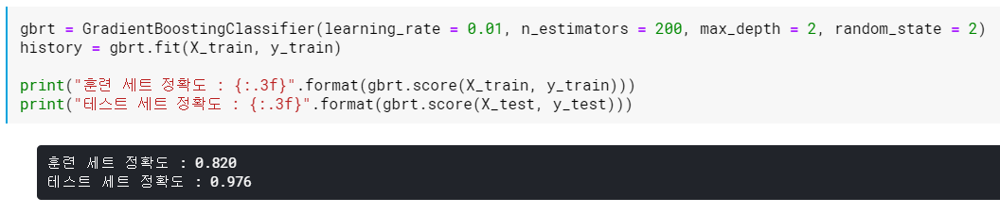 gbrt = GradientBoostingClassifier(learning_rate = 0.01, n_estimators = 200, max_depth = 2, random_state = 2)
history = gbrt.fit(X_train, y_train)
print("훈련 세트 정확도 : {:.3f}".format(gbrt.score(X_train, y_train)))
print("테스트 세트 정확도 : {:.3f}".format(gbrt.score(X_test, y_test)))
훈련 세트 정확도 : 0.820
테스트 세트 정확도 : 0.976